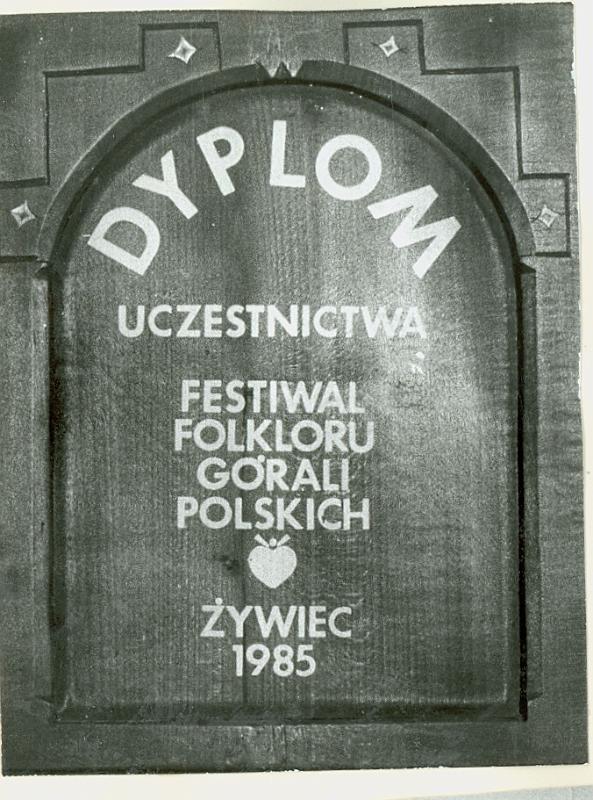 DYPLOM
UCZESTNICTWA
FESTIWAL
FOLKLORU
GÓRALI
POLSKICH
ŻYWIEC
1985